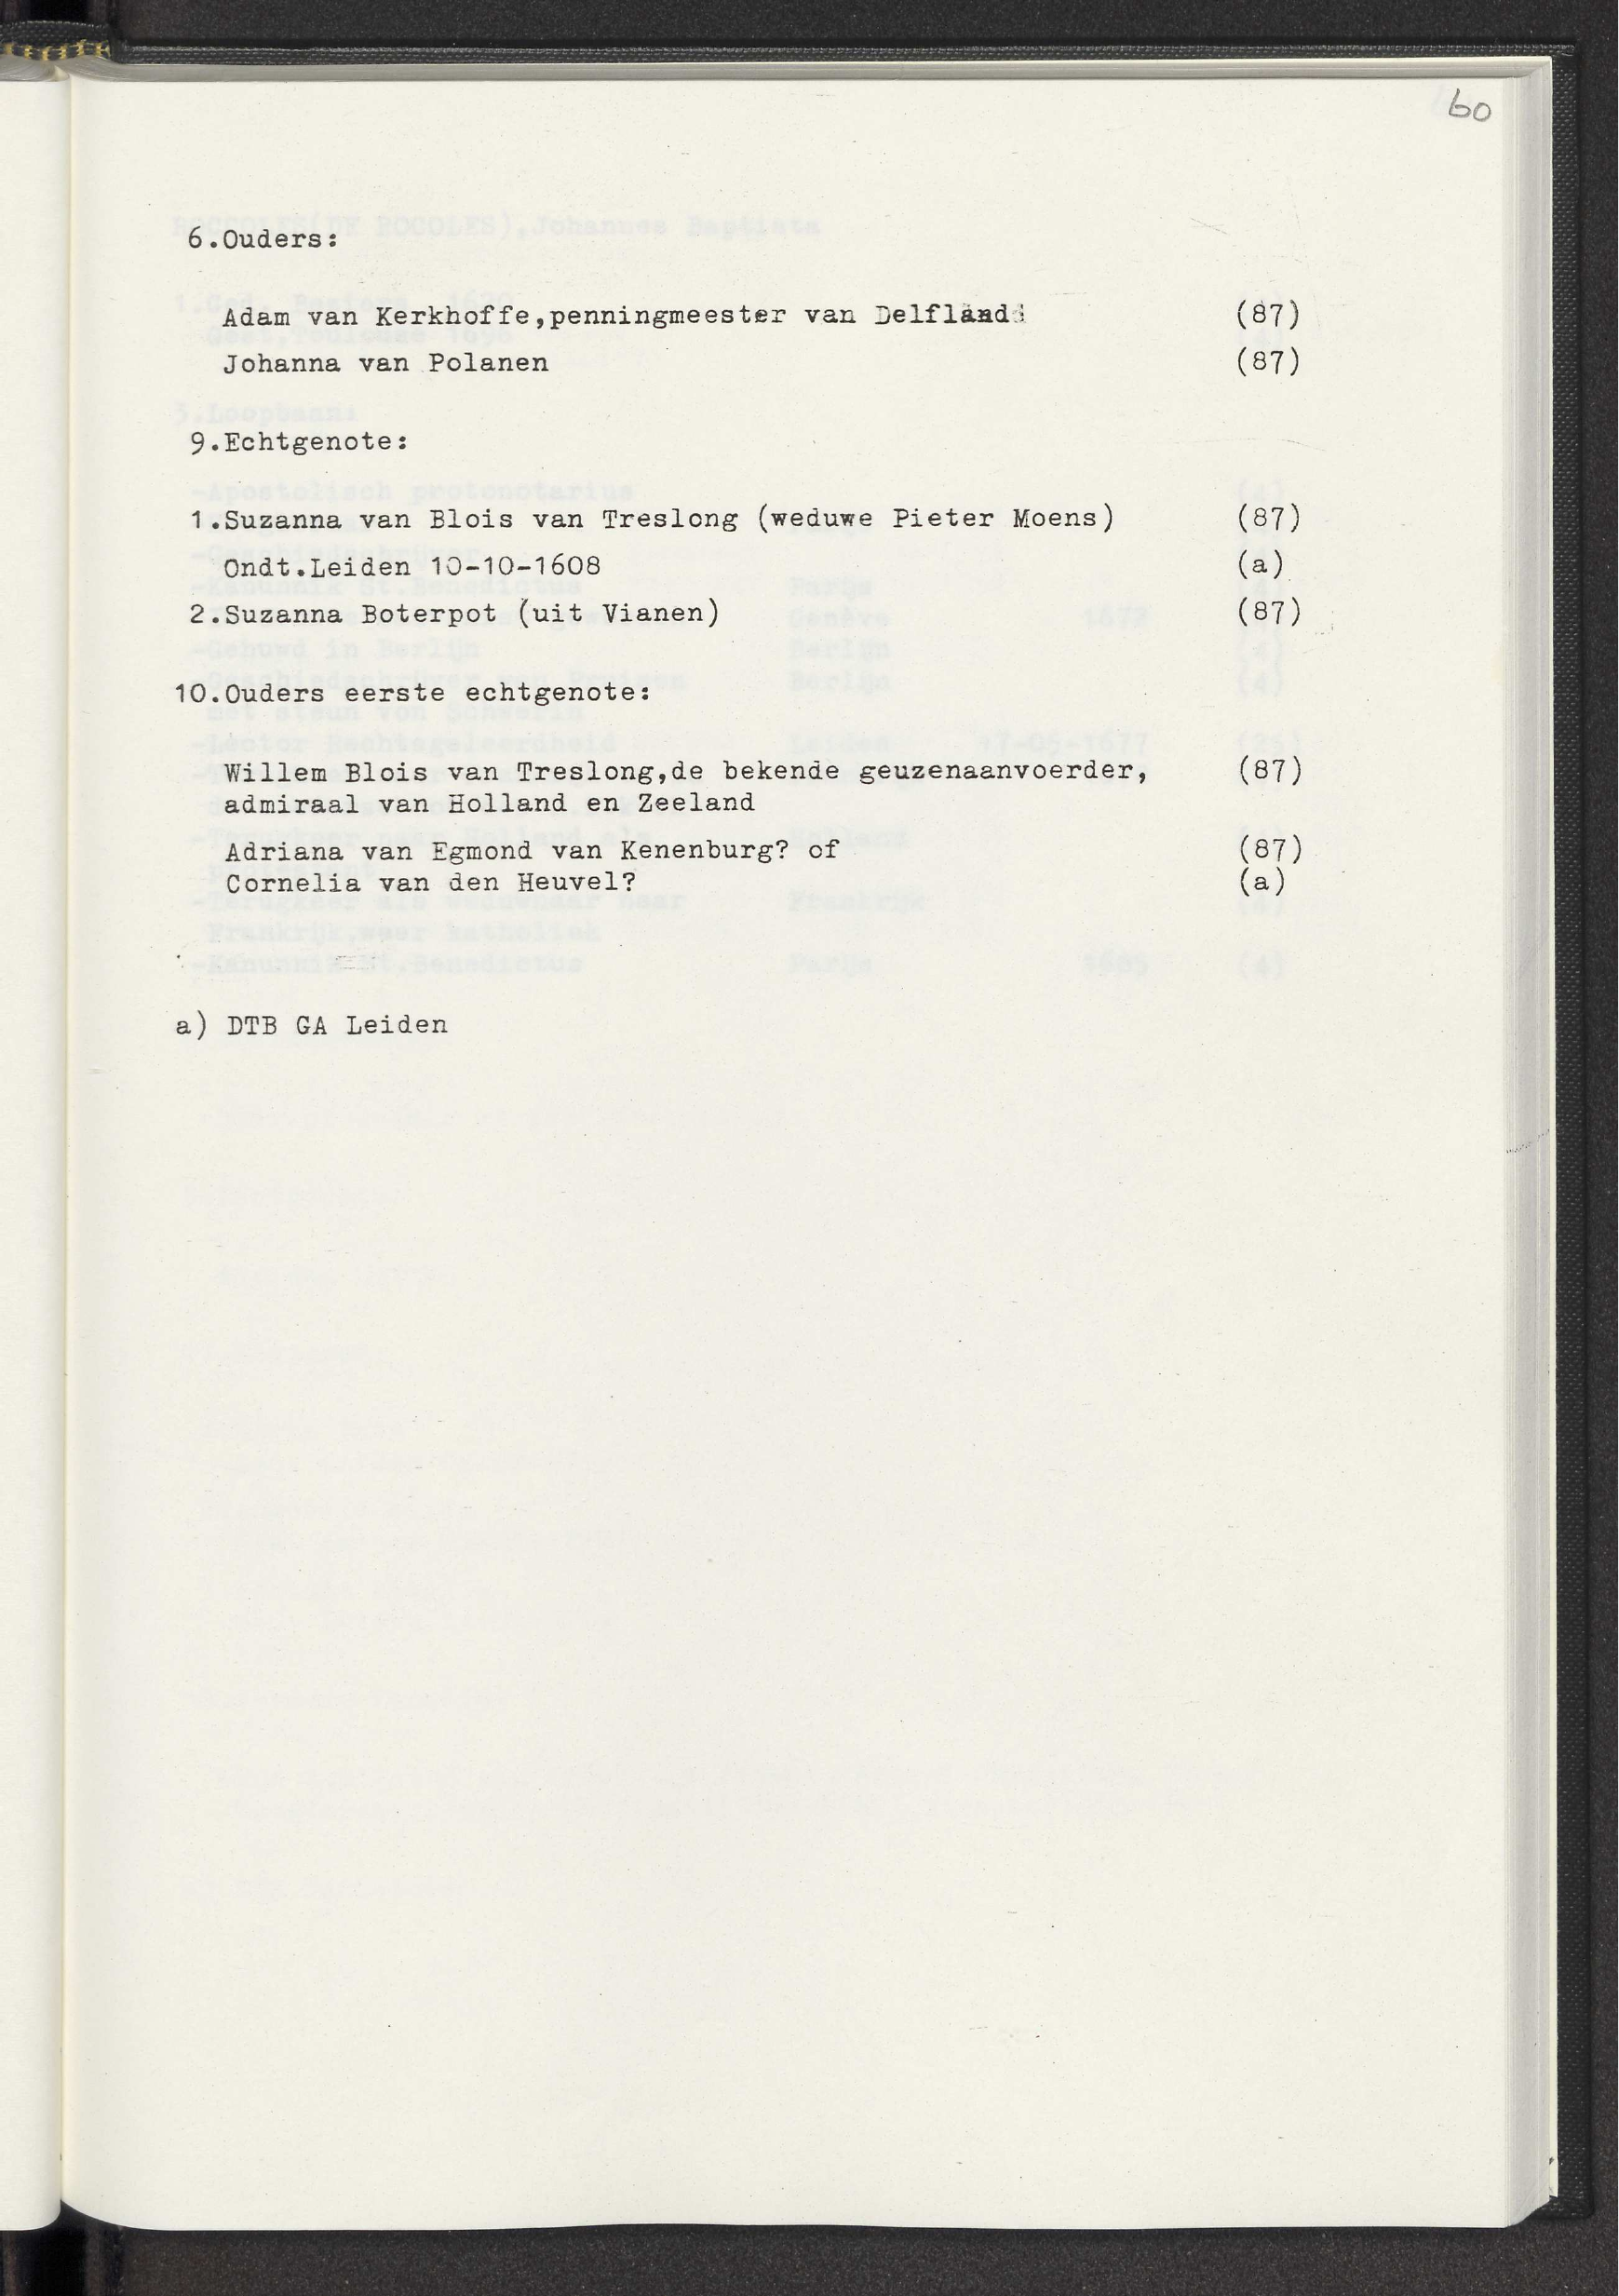 60
6.Ouders:
Adam van Kerkhoffe,penningmeester van Delfland (87)
Johanna van Polanen (87)
9.Echtgenote:
1.Suzanna van Blois van Treslong (weduwe Pieter Moens) (87)
Ondt.Leiden 10-10-1608 (a)
2.Suzanna Boterpot (uit Vianen) (87)
10.Ouders eerste echtgenote:
Willem Blois van Treslong,de bekende geuzenaanvoerder, (87)
admiraal van Holland en Zeeland
Adriana van Egmond van Kenenburg? of (87)
Cornelia van den Heuvel? (a)
a) DTB GA Leiden